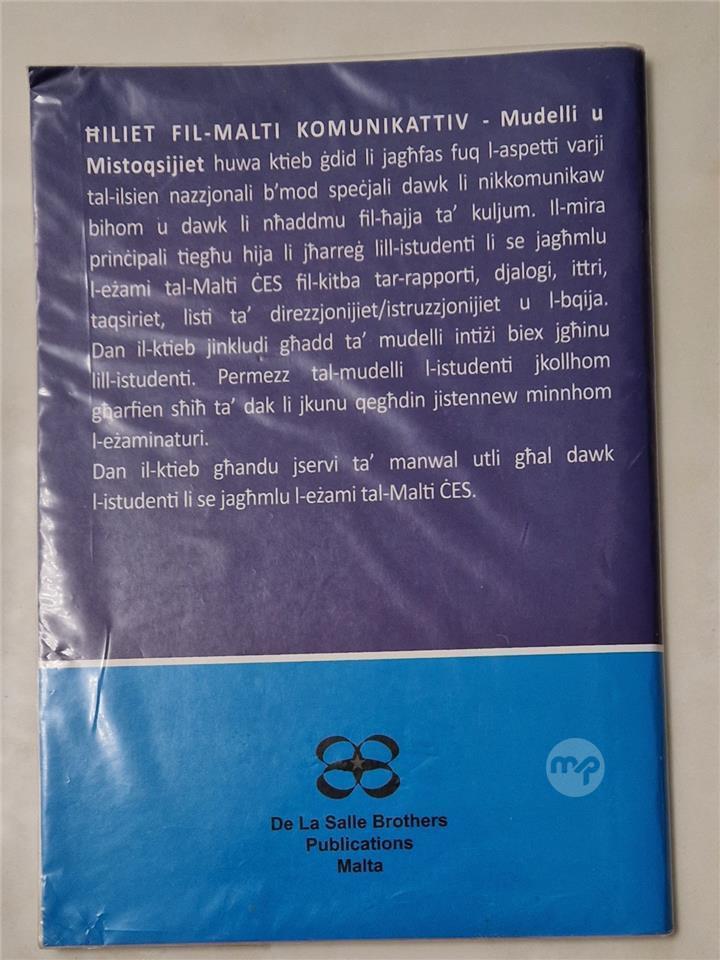 ĦILIET FIL-MALTI KOMUNIKATTIV - Mudelli u
Mistoqsijiet huwa ktieb ġdid li jagħfas fuq l-aspetti varji
tal-ilsien nazzjonali b'mod speċjali dawk li nikkomunikaw
bihom u dawk li nħaddmu fil-ħajja ta' kuljum. Il-mira
prinċipali tiegħu hija li jħarreġ lill-istudenti li se jagħmlu
l-eżami tal-Malti ĊES fil-kitba tar-rapporti, djalogi, ittri,
taqsiriet, listi ta' direzzjonijiet/istruzzjonijiet u l-bqija.
Dan il-ktieb jinkludi għadd ta' mudelli intiżi biex jgħinu
lill-istudenti. Permezz tal-mudelli l-istudenti jkollhom
għarfien sħiħ ta' dak li jkunu qegħdin jistennew minnhom
l-eżaminaturi.
Dan il-ktieb għandu jservi ta' manwal utli għal dawk
l-istudenti li se jagħmlu l-eżami tal-Malti ĊES.
De La Salle Brothers
Publications
Malta
mp